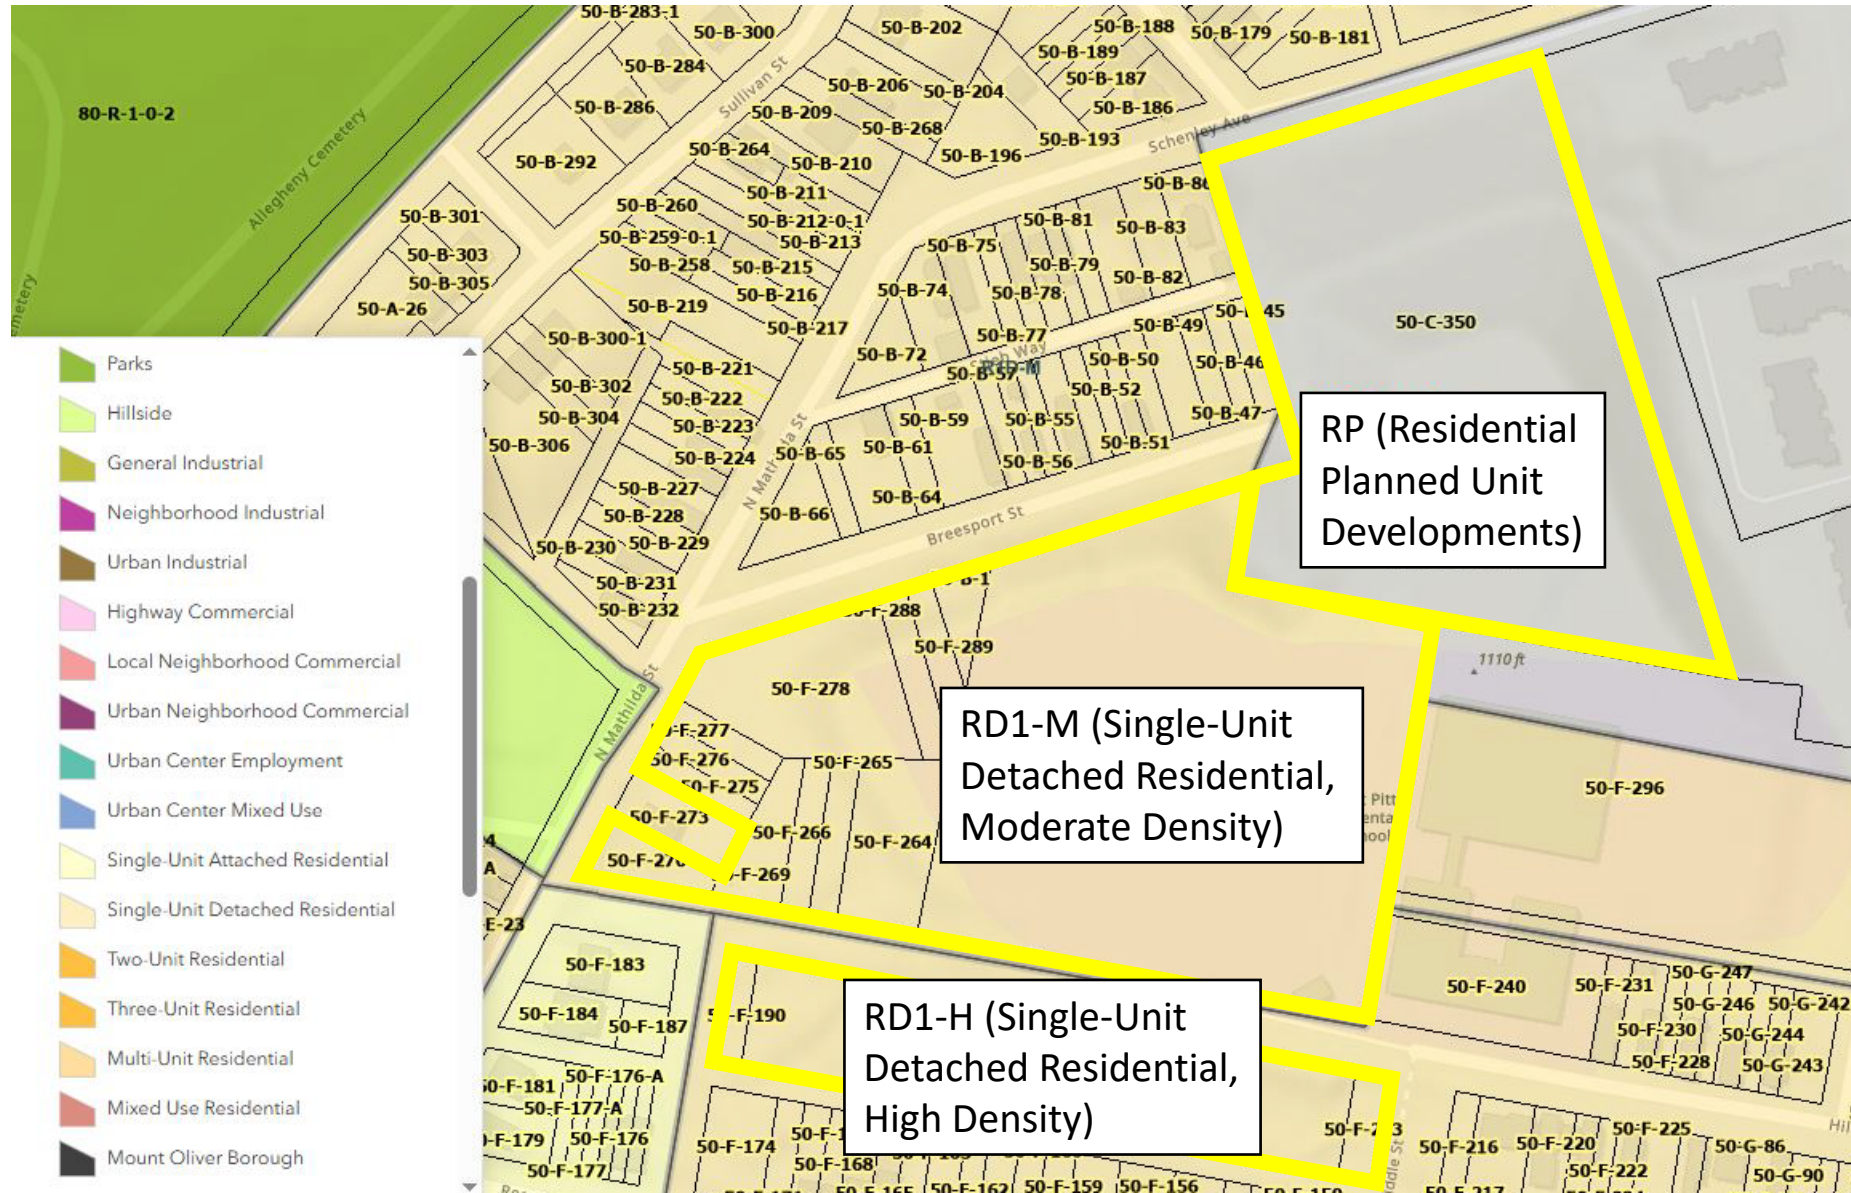 50-B-283-1
50-B-300
50-B-202
50-B-188
50-B-179
50-B-181
50-B-189
50-B-284
50-B-187
50-B-206
50-B-204
50-B-286
Sullivan St
50-B-209
50-B-186
80-R-1-0-2
50-B-268
Schenley Ave
50-B-193
50-B-264
50-B-196
50-B-292
50-B-210
Allegheny Cemetery
50-B-211
50-B-260
50-B-301
50-B-212-0-1
50-B-81
50-B-83
50-B-259-0-1
50-B-213
50-B-75
50-B-303
50-B-258
50-B-215
50-B-79
50-B-305
50-B-82
50-B-74
50-B-78
50-B-216
50-A-26
50-B-219
50-C-350
50-B-217
50-B-49
50-B-300-1
50-B-77
Way
50-B-72
50-B-50
50-B-46
50-B-221
50-B-57
R1D-M
50-B-302
50-B-52
50-B-222
50-B-304
50-B-59
50-B-55
50-B-47
50-B-223
50-B-306
50-B-224
50-B-65
50-B-61
50-B-51
50-B-56
N Mathilda St
50-B-227
50-B-64
50-B-228
50-B-66
Breesport St
50-B-230
50-B-229
50-B-231
50-B-232
RP (Residential
Planned Unit
Developments)
Parks
Hillside
General Industrial
Neighborhood Industrial
Urban Industrial
Highway Commercial
Local Neighborhood Commercial
Urban Neighborhood Commercial
Urban Center Employment
Urban Center Mixed Use
Single-Unit Attached Residential
Single-Unit Detached Residential
Two-Unit Residential
Three-Unit Residential
Multi-Unit Residential
Mixed Use Residential
Mount Oliver Borough
50-F-289
1110 ft
50-F-278
N Mathilda St
50-F-265
50-F-296
50-F-273
50-F-266
50-F-264
RD1-M (Single-Unit
Detached Residential,
Moderate Density)
50-F-183
50-G-247
50-F-240
50-F-231
50-G-246
50-G-242
50-F-184
50-F-187
50-F-230
50-G-244
50-F-228
50-G-243
50-F-176-A
50-F-181
50-F-177-A
50-F-179
50-F-176
50-F-177
50-F-174
50-F-168
50-F-225
50-F-216
50-F-220
50-G-86
50-F-222
50-G-90
RD1-H (Single-Unit
Detached Residential,
High Density)
50-F-162
50-F-159
50-F-156